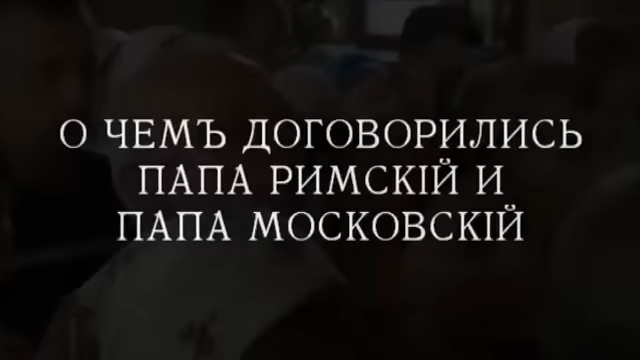 О ЧЕМЪ ДОГОВОРИЛИСЬ
ПАПА РИМСКІЙ И
ПАПА МОСКОВСКІЙ